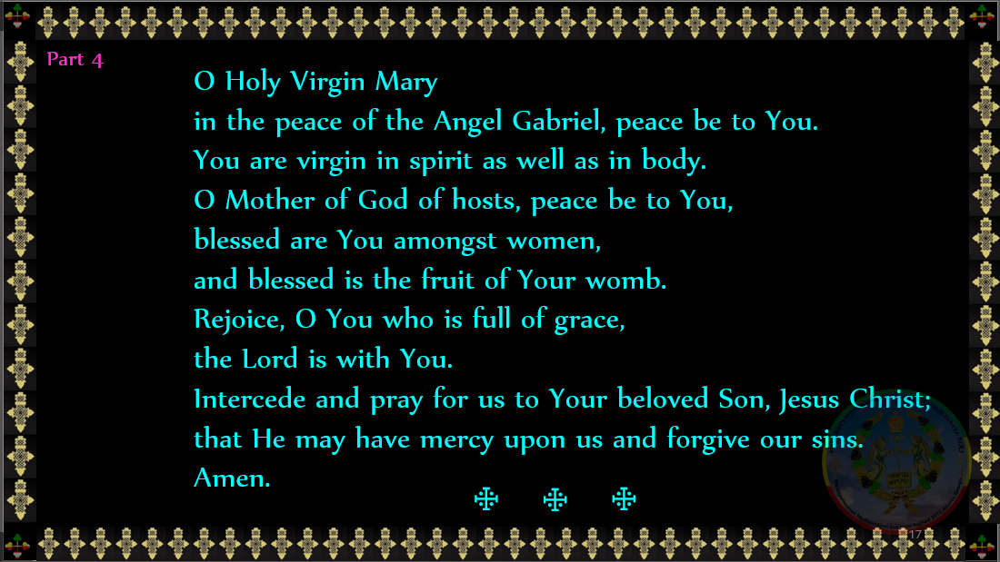 Part 4
O Holy Virgin Mary
in the peace of the Angel Gabriel, peace be to You.
You are virgin in spirit as well as in body.
O Mother of God of hosts, peace be to You,
blessed are You amongst women,
and blessed is the fruit of Your womb.
Rejoice, O You who is full of grace,
the Lord is with You.
Intercede and pray for us to Your beloved Son, Jesus Christ;
that He may have mercy upon us and forgive our sins.
Amen.
17